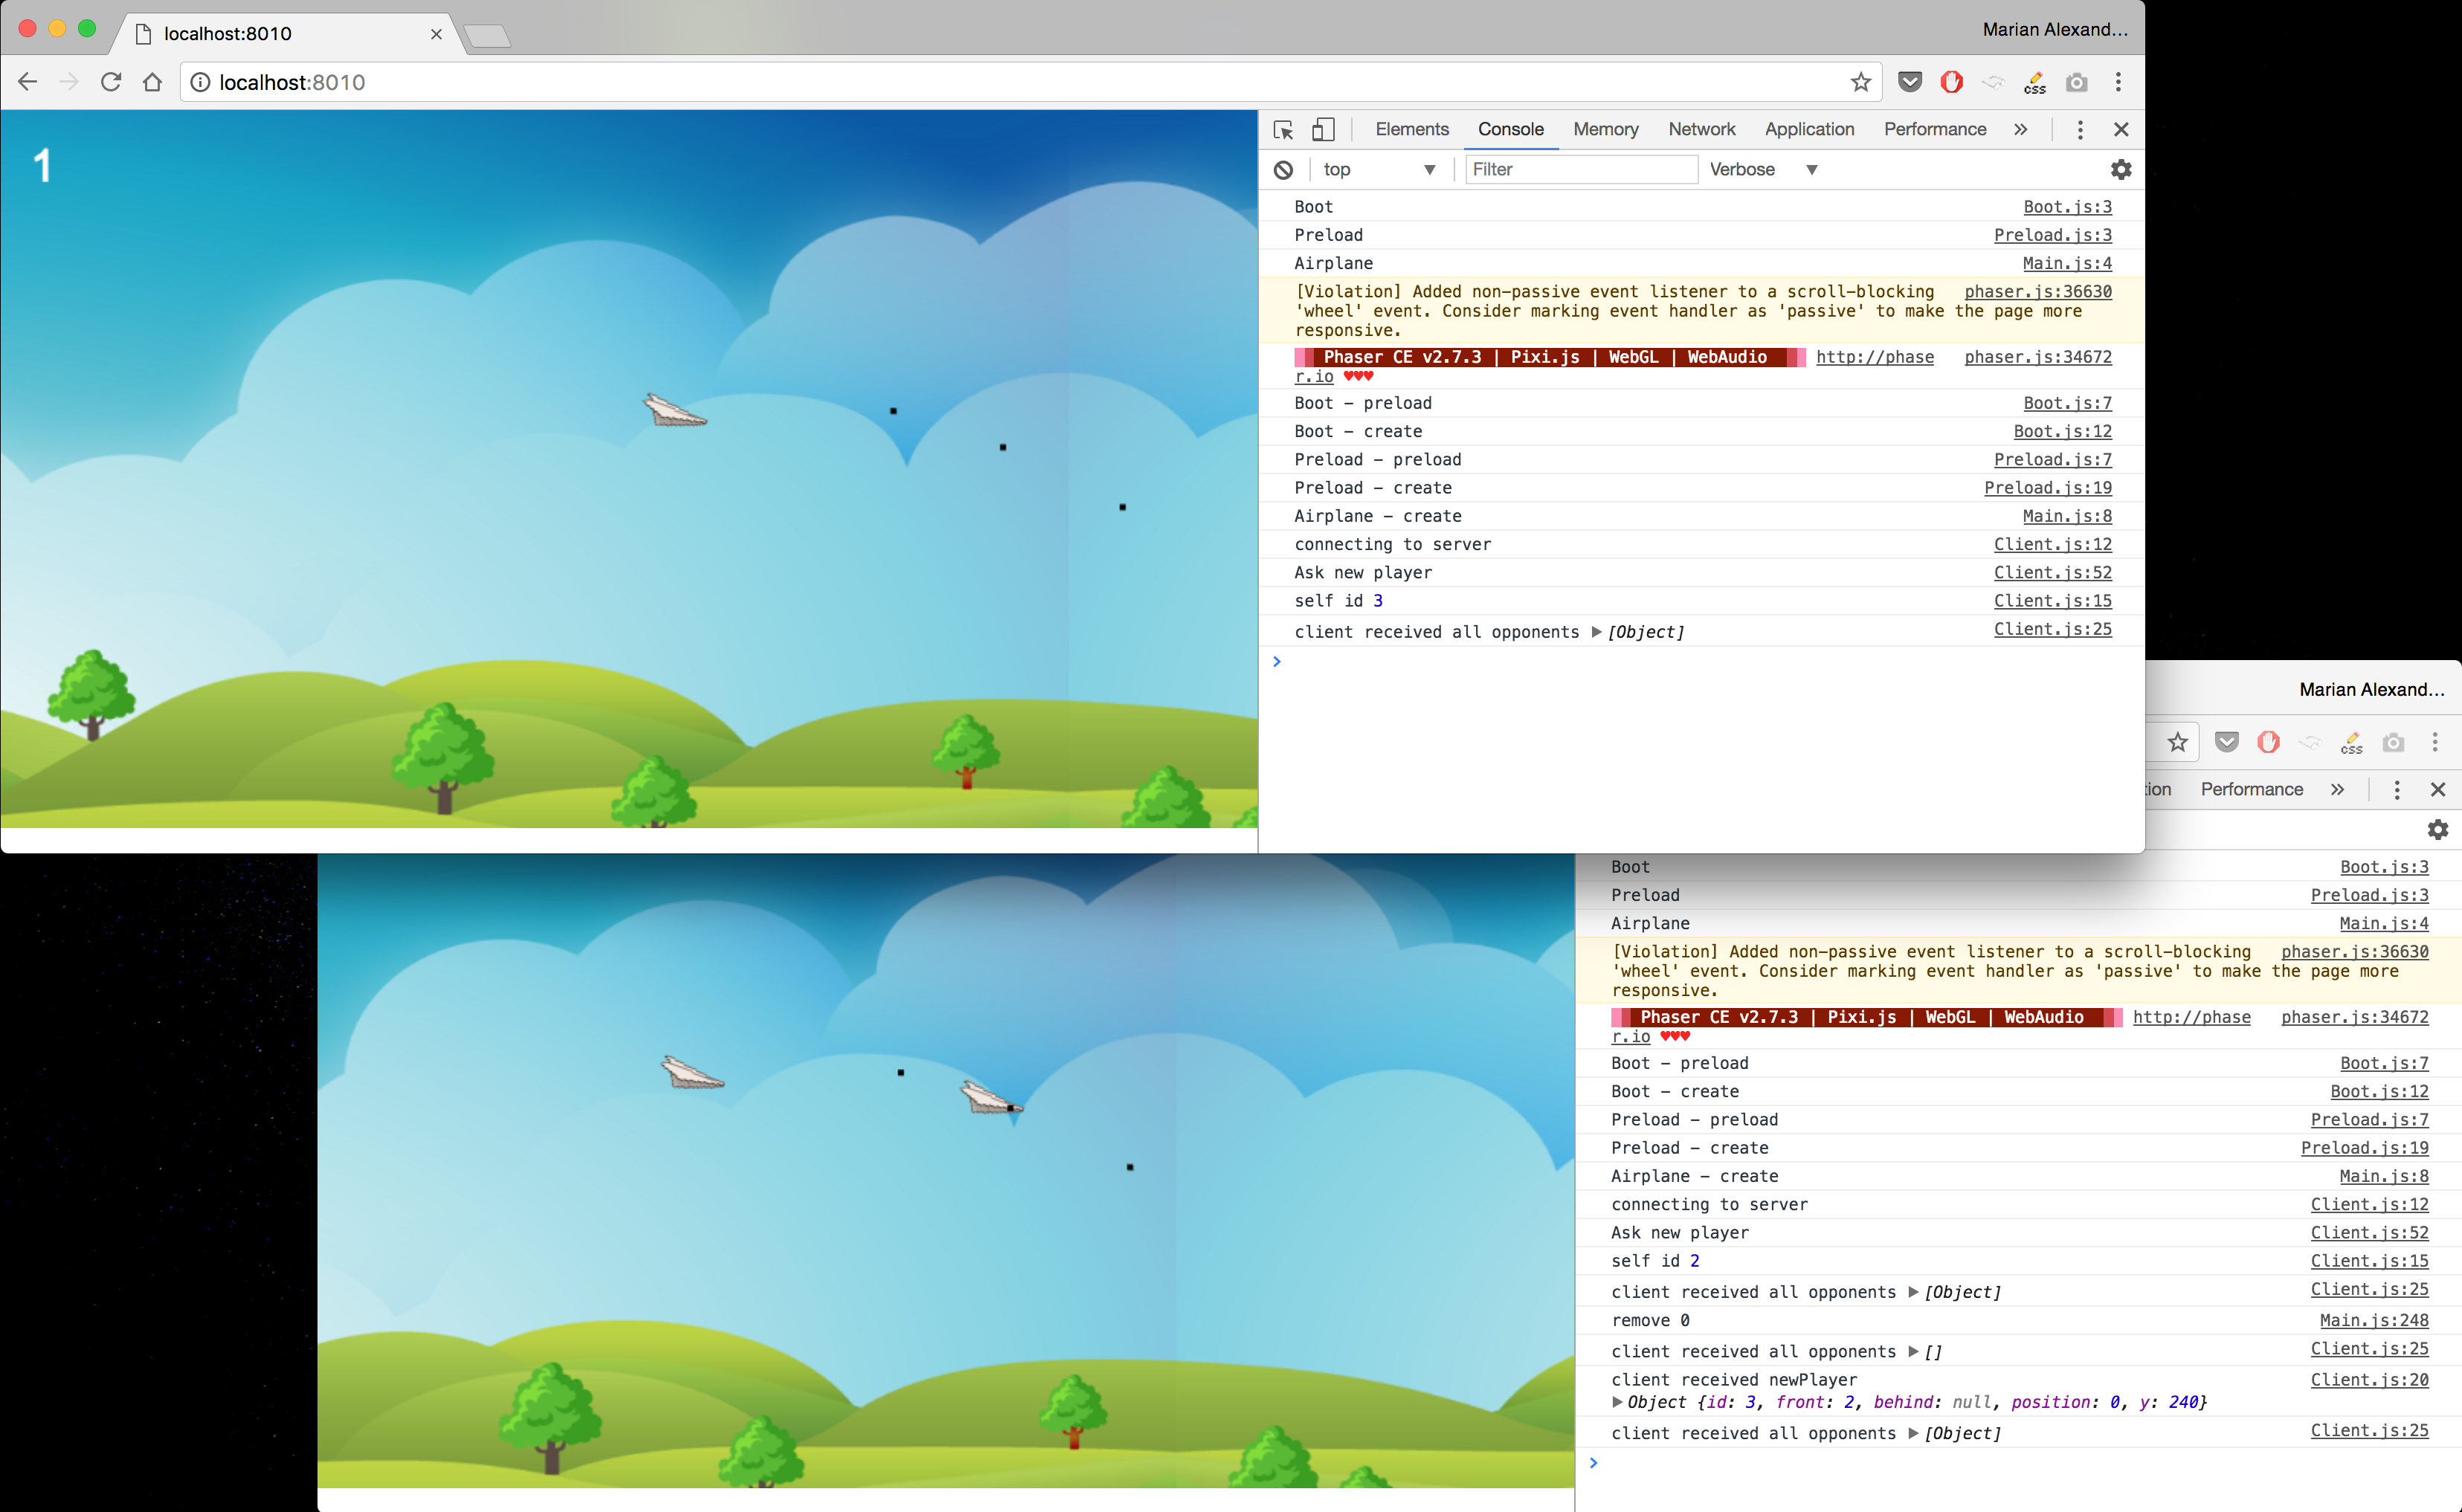 localhost:8010
Marian Alexand...
localhost:8010
css
1
Elements Console Memory Network Application Performance »
top Filter Verbose
Boot Boot.js:3
Preload Preload.js:3
Airplane Main.js:4
[Violation] Added non-passive event listener to a scroll-blocking phaser.js:36630
'wheel' event. Consider marking event handler as 'passive' to make the page more
responsive.
Phaser CE v2.7.3 | Pixi.js | WebGL | WebAudio http://phase phaser.js:34672
r.io ♥♥♥
Boot - preload Boot.js:7
Boot - create Boot.js:12
Preload - preload Preload.js:7
Preload - create Preload.js:19
Airplane - create Main.js:8
connecting to server Client.js:12
Ask new player Client.js:52
self id 3 Client.js:15
client received all opponents ▶[Object] Client.js:25
Marian Alexand...
css
tion Performance »
Boot Boot.js:3
Preload Preload.js:3
Airplane Main.js:4
[Violation] Added non-passive event listener to a scroll-blocking phaser.js:36630
'wheel' event. Consider marking event handler as 'passive' to make the page more
responsive.
Phaser CE v2.7.3 | Pixi.js | WebGL | WebAudio http://phase phaser.js:34672
r.io ♥♥♥
Boot - preload Boot.js:7
Boot - create Boot.js:12
Preload - preload Preload.js:7
Preload - create Preload.js:19
Airplane - create Main.js:8
connecting to server Client.js:12
Ask new player Client.js:52
self id 2 Client.js:15
client received all opponents ▶[Object] Client.js:25
remove 0 Main.js:248
client received all opponents ▶[] Client.js:25
client received newPlayer Client.js:20
▶Object {id: 3, front: 2, behind: null, position: 0, y: 240}
client received all opponents ▶[Object] Client.js:25